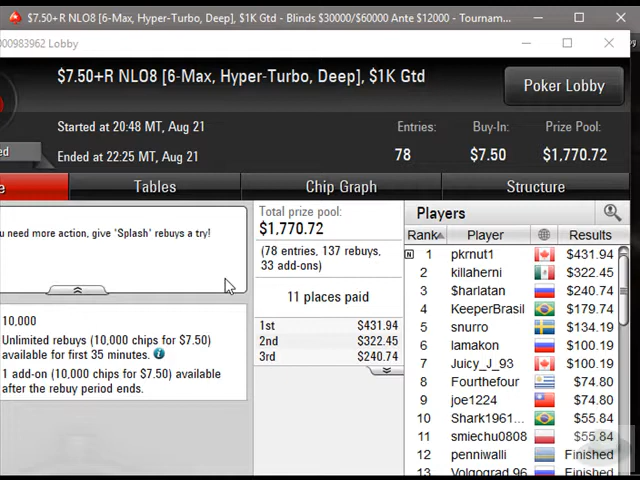 $7.50+R NLO8 [6-Max, Hyper-Turbo, Deep], $1K Gtd - Blinds $30000/$60000 Ante $12000 - Tournam...
000983962 Lobby
$7.50+R NLO8 [6-Max, Hyper-Turbo, Deep], $1K Gtd
Poker Lobby
Started at 20:48 MT, Aug 21
Entries: Buy-In: Prize Pool:
Ended at 22:25 MT, Aug 21
78 $7.50 $1,770.72
Tables Chip Graph Structure
u need more action, give 'Splash' rebuys a try!
10,000
Unlimited rebuys (10,000 chips for $7.50)
available for first 35 minutes.
1 add-on (10,000 chips for $7.50) available
after the rebuy period ends.
Total prize pool:
$1,770.72
(78 entries, 137 rebuys,
33 add-ons)
11 places paid
1st $431.94
2nd $322.45
3rd $240.74
Players
Rank Player Results
N 1 pkrnut1 $431.94
2 killaherni $322.45
3 $harlatan $240.74
4 KeeperBrasil $179.74
5 snurro $134.19
6 lamakon $100.19
7 Juicy_J_93 $100.19
8 Fourthefour $74.80
9 joe1224 $74.80
10 Shark1961... $55.84
11 smiechu0808 $55.84
12 penniwalli Finished
13 Volgograd 96 Finished